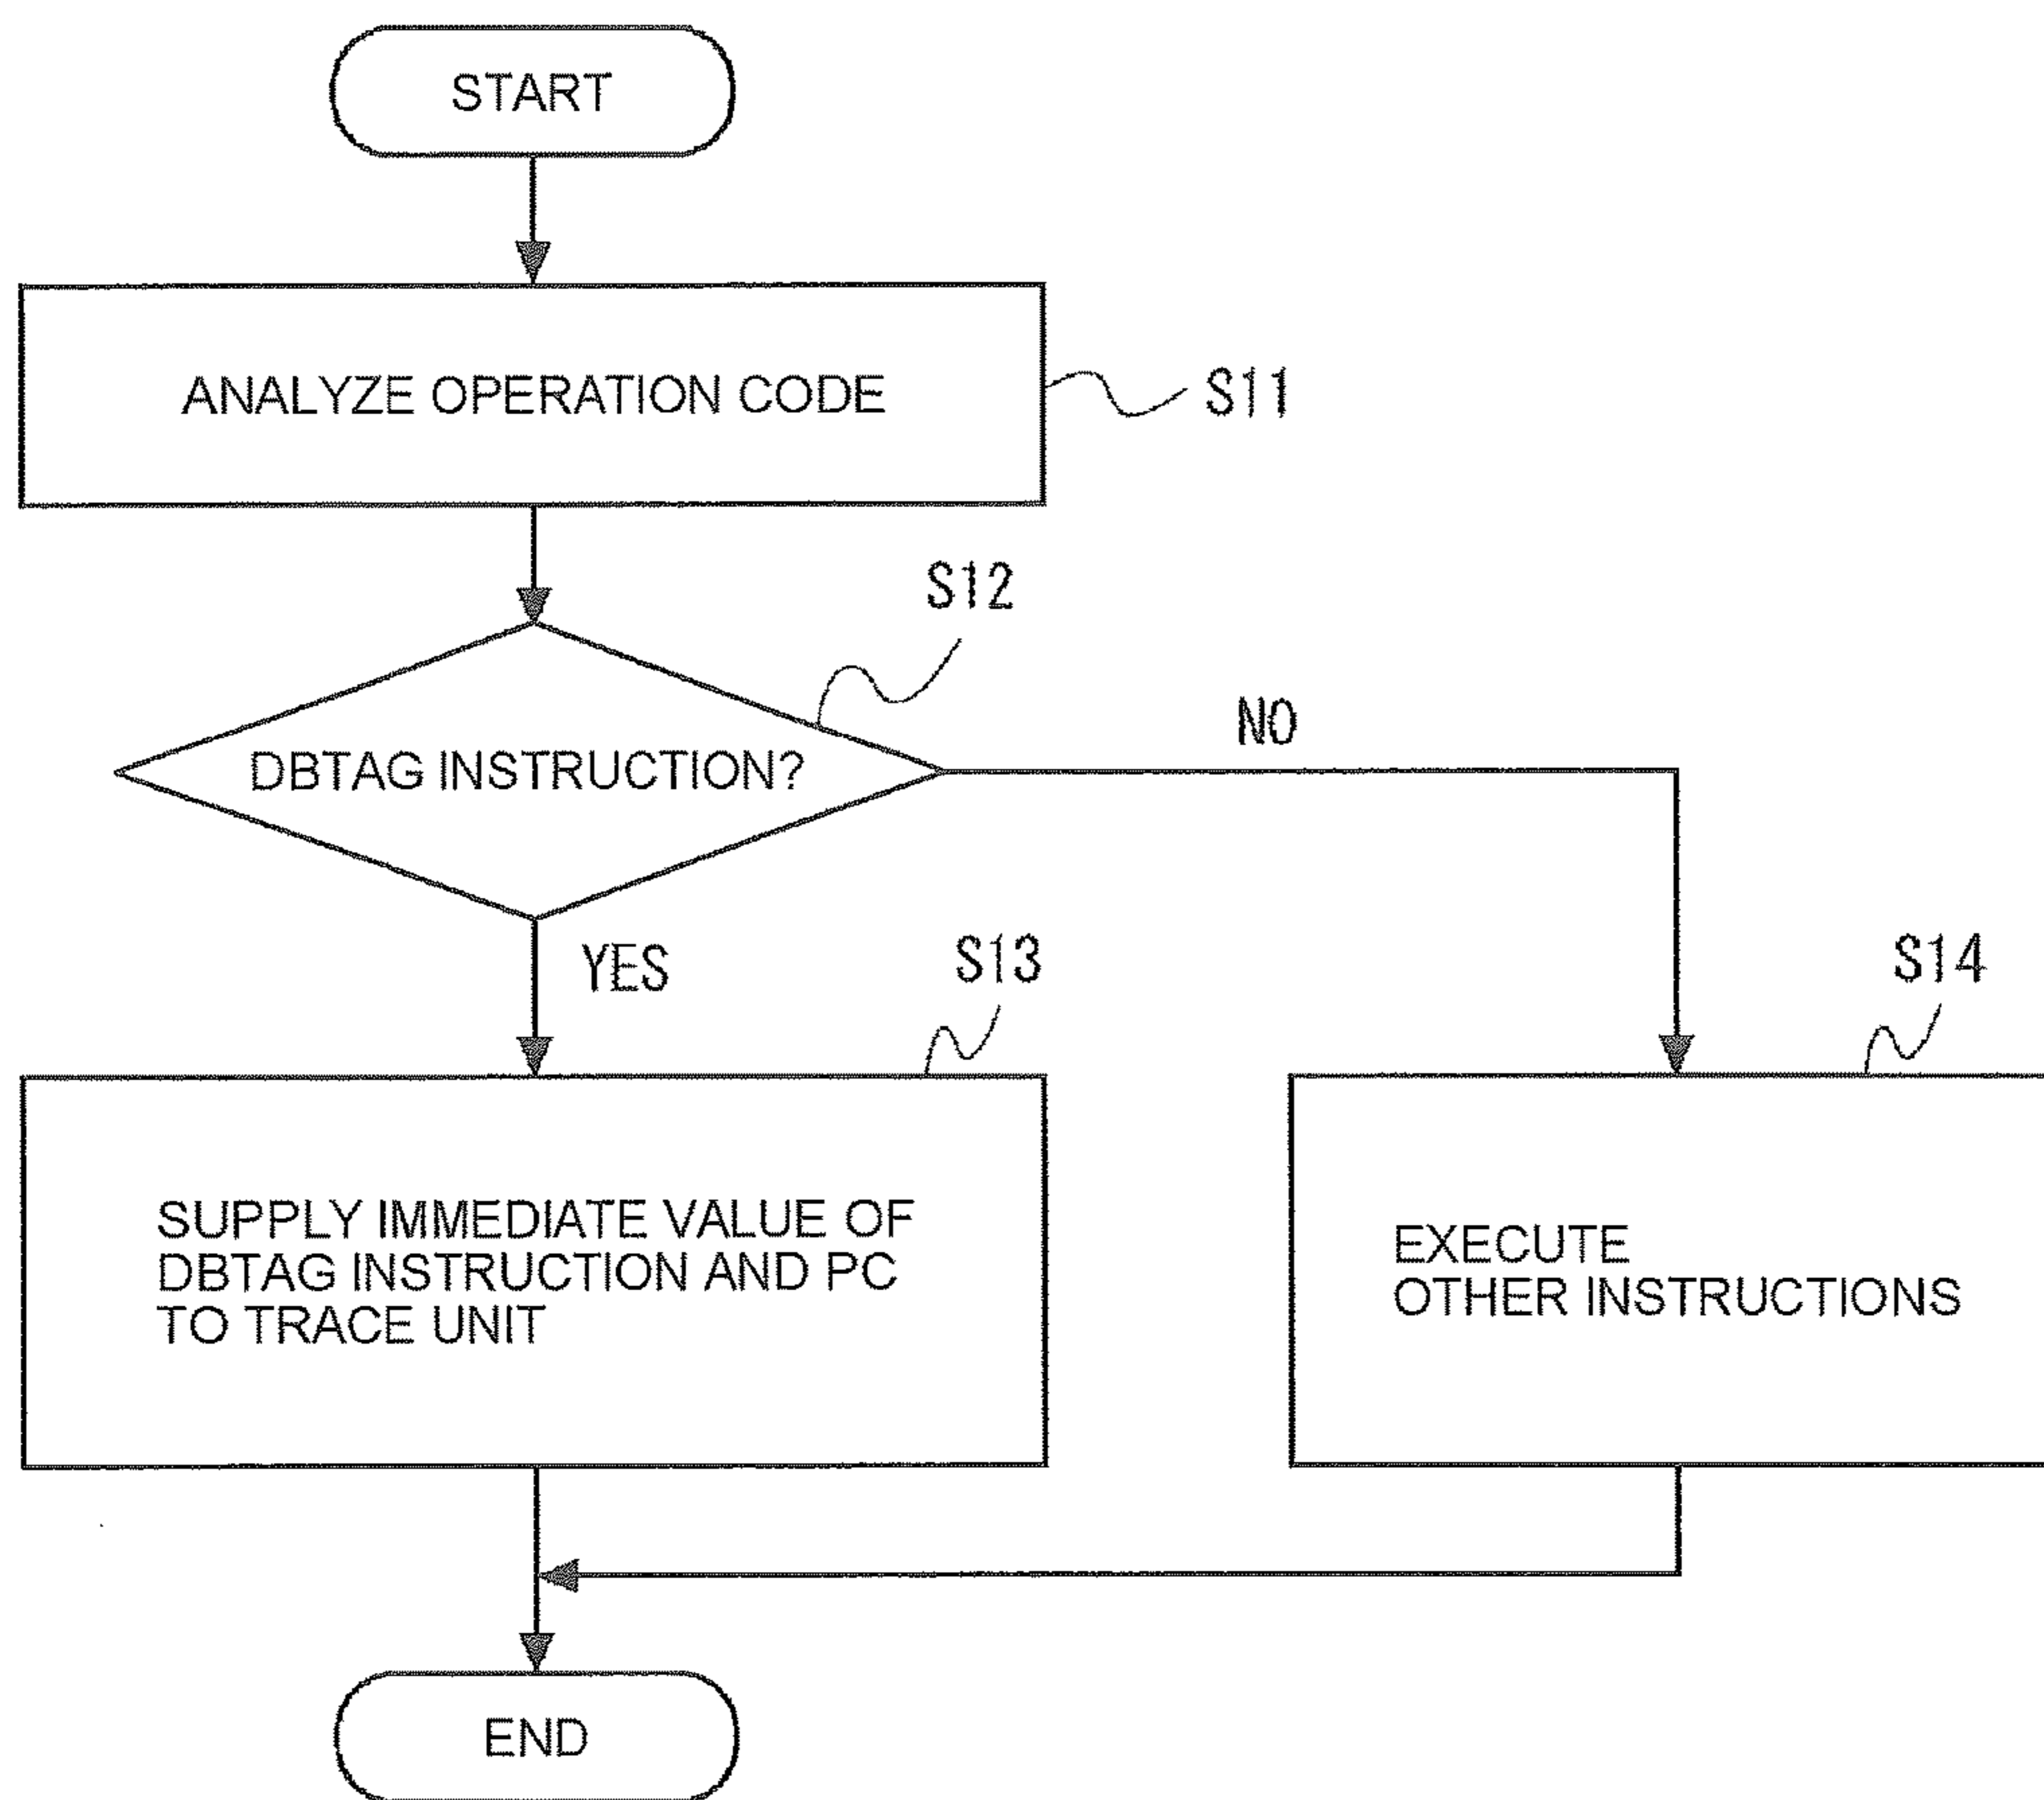 START
ANALYZE OPERATION CODE
S11
S12
DBTAG INSTRUCTION?
NO
YES
S13
S14
SUPPLY IMMEDIATE VALUE OF
DBTAG INSTRUCTION AND PC
TO TRACE UNIT
EXECUTE
OTHER INSTRUCTIONS
END